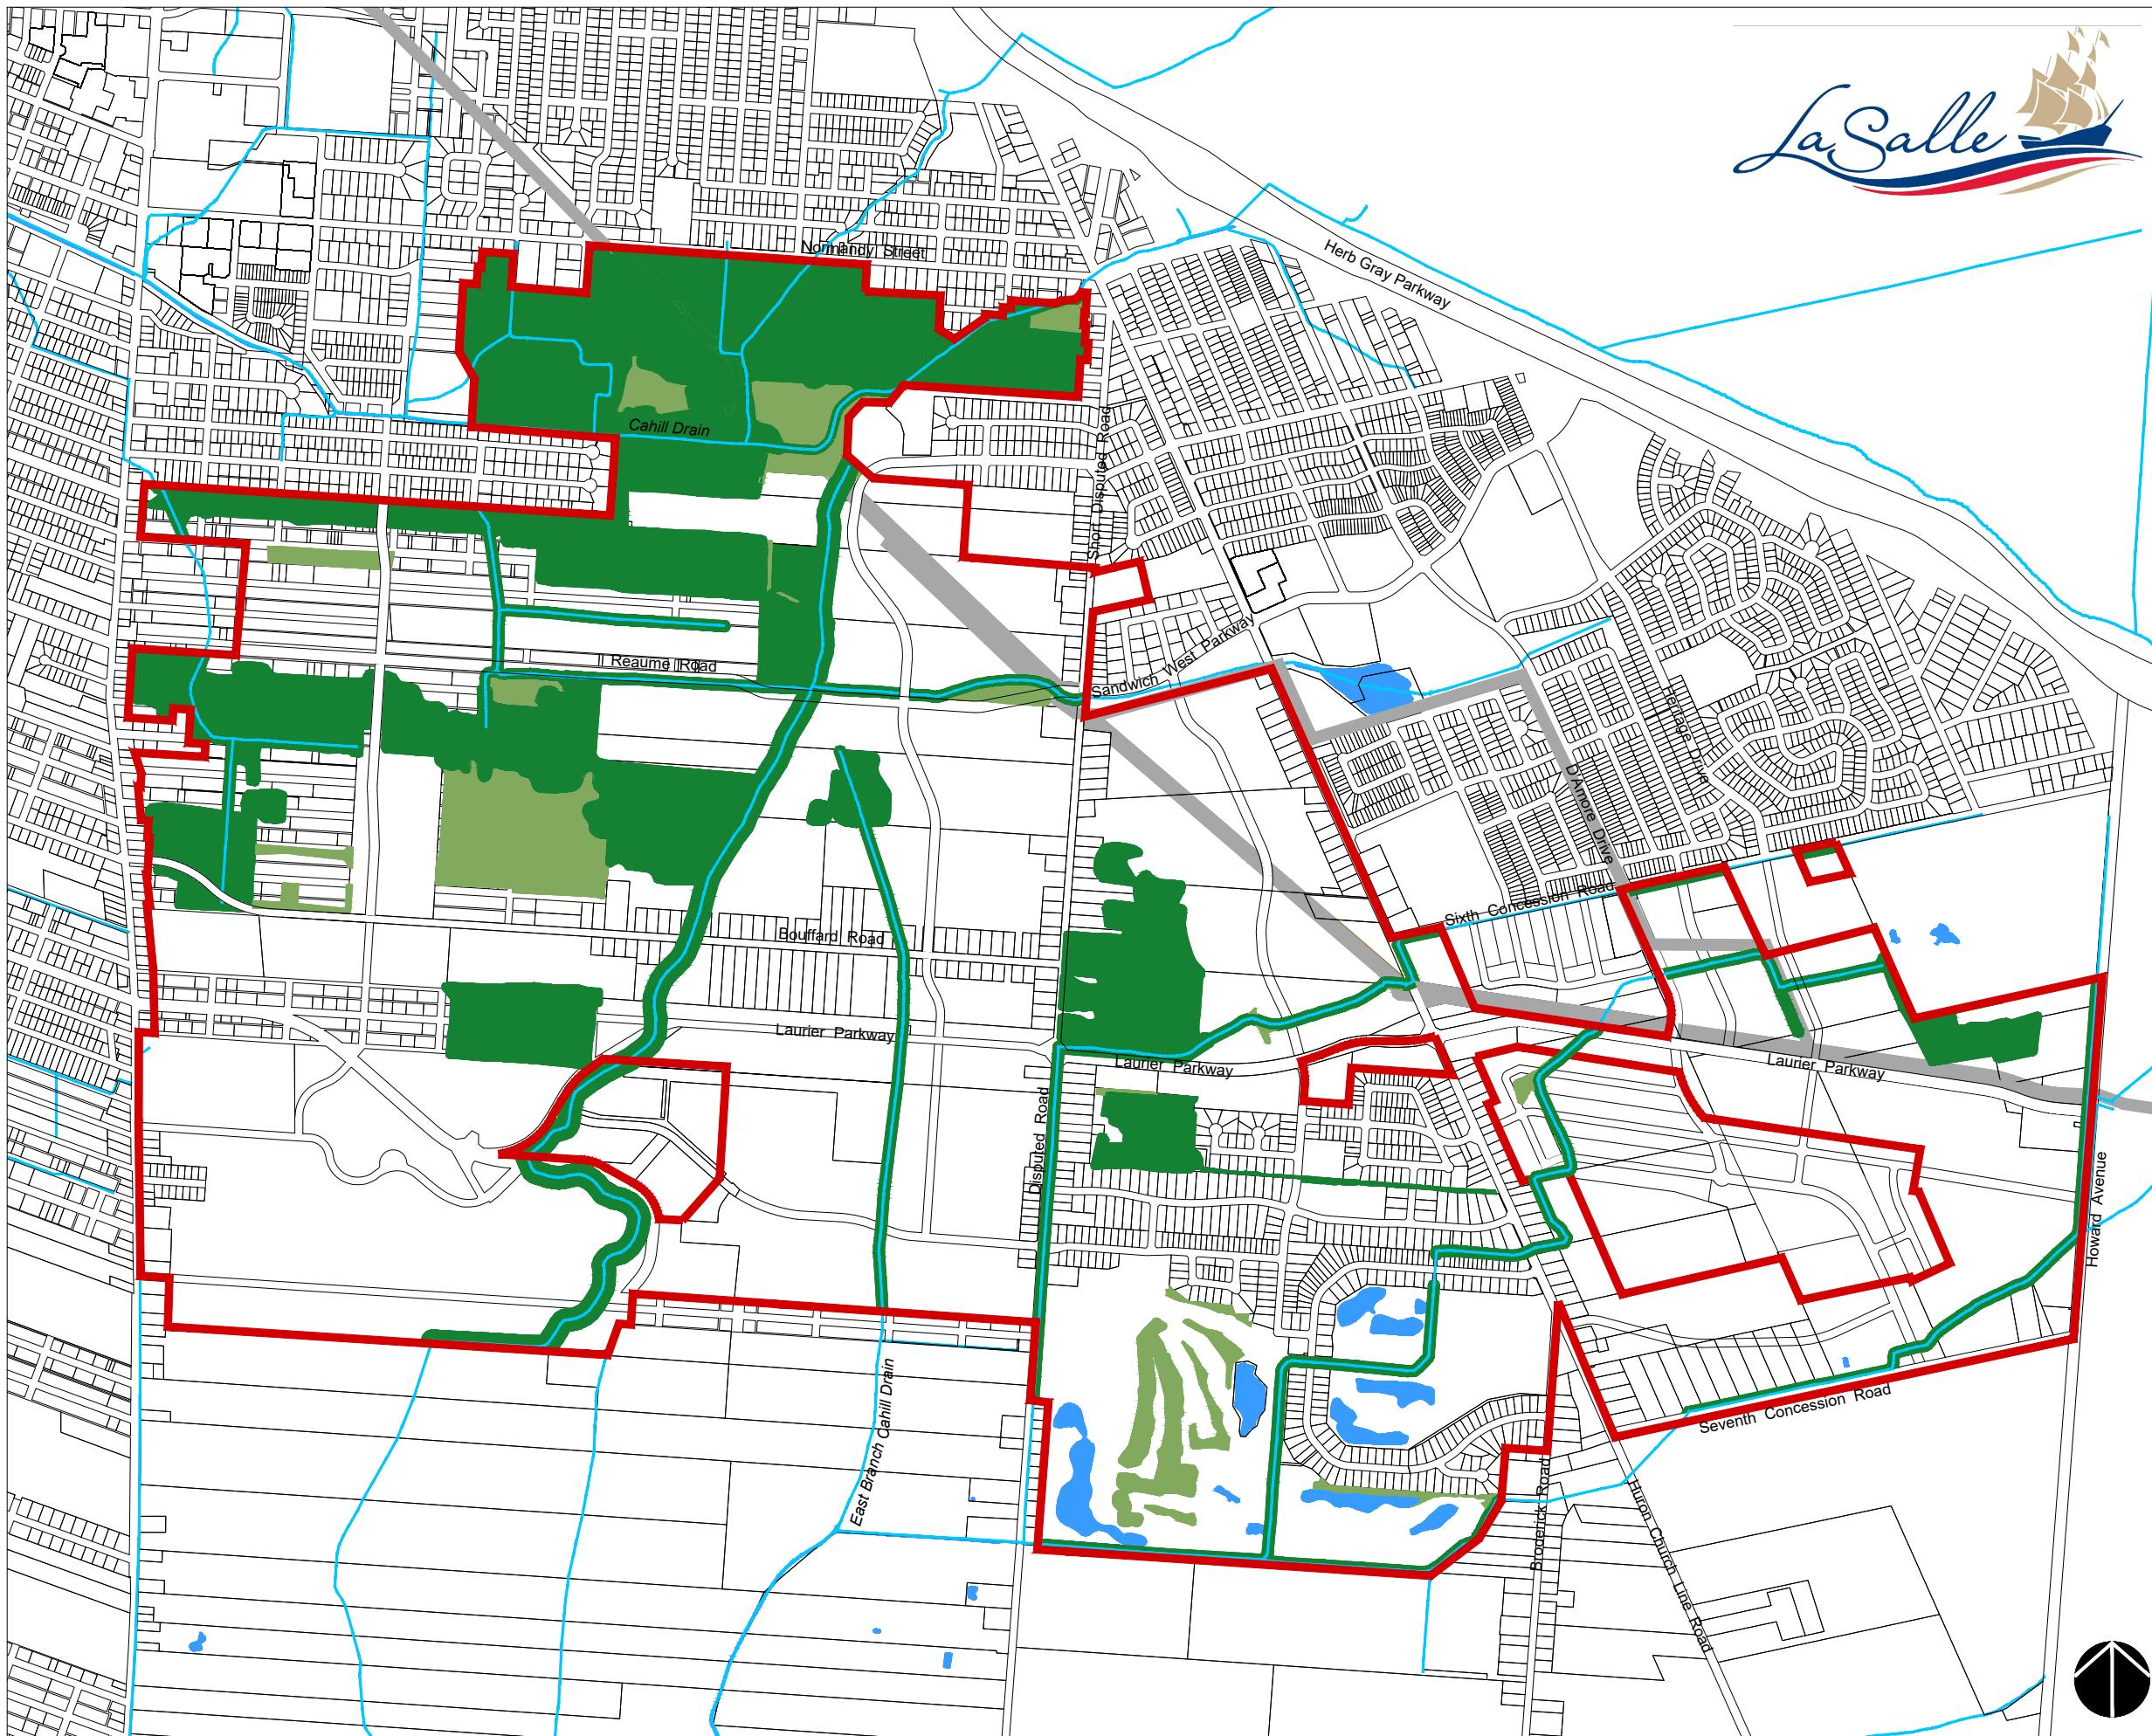 LaSalle
Normandy Street
Herb Gray Parkway
Cahill Drain
Short Disputed Road
Reaume Road
Sandwich West Parkway
Heritage Drive
D'Amore Drive
Sixth Concession Road
Bouffard Road
Laurier Parkway
Laurier Parkway
Laurier Parkway
Disputed Road
Howard Avenue
East Branch Cahill Drain
Seventh Concession Road
Broderick Road
Huron Church Line Road